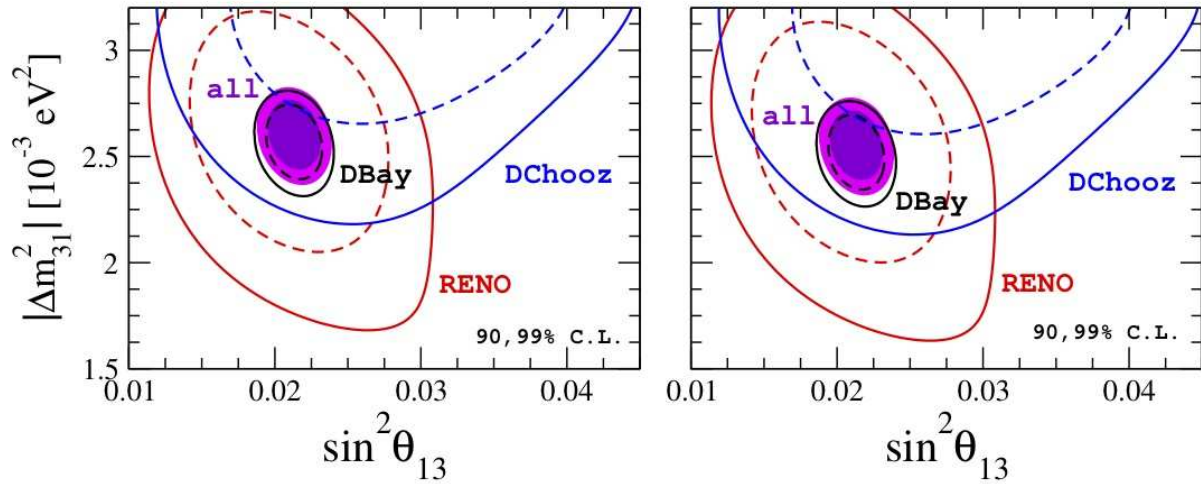 |Δm²₃₁| [10⁻³ eV²]
3
2.5
2
1.5
all
DBay
DChooz
RENO
90,99% C.L.
0.01
0.02
0.03
0.04
sin²θ₁₃
all
DBay
DChooz
RENO
90,99% C.L.
0.01
0.02
0.03
0.04
sin²θ₁₃